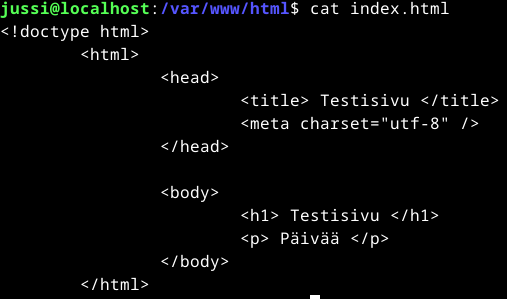 jussi@localhost:/var/www/html$ cat index.html
<!doctype html>
        <html>
                <head>
                        <title> Testisivu </title>
                        <meta charset="utf-8" />
                </head>

                <body>
                        <h1> Testisivu </h1>
                        <p> Päivää </p>
                </body>
        </html>